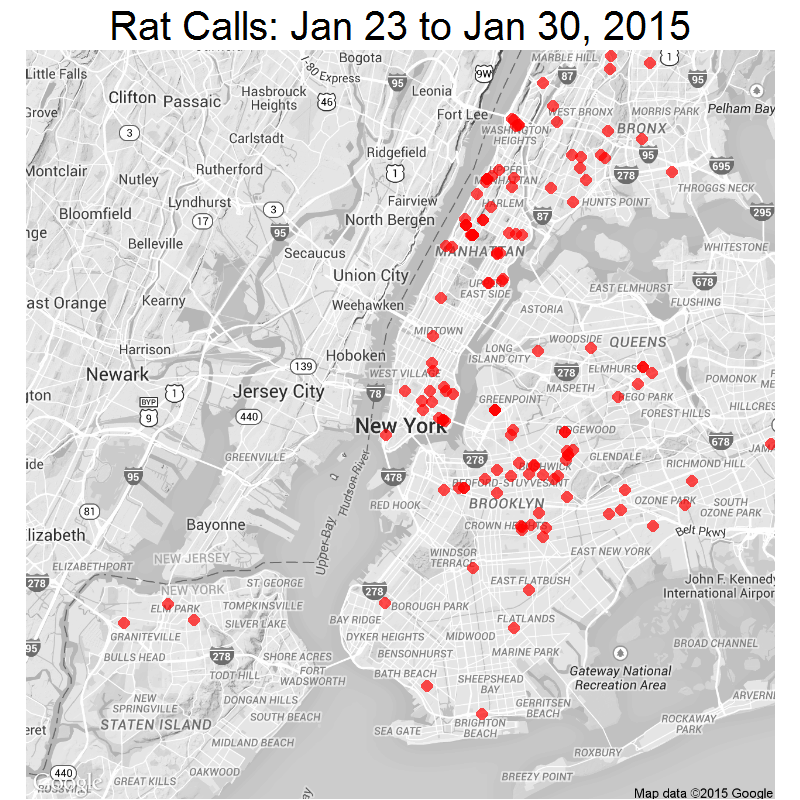 Rat Calls: Jan 23 to Jan 30, 2015
Bogota
MARBLE HILL
1
Little Falls
I-80 Express
95
9W
87
95
Clifton
Passaic
Hasbrouck
Heights
46
Leonia
Fort Lee
WEST BRONX
MORRIS PARK
Pelham Bay
3
Carlstadt
WASHINGTON
HEIGHTS
BRONX
Ridgefield
95
Montclair
Rutherford
1
UPPER
MANHATTAN
278
695
Nutley
THROGGS NECK
Lyndhurst
Fairview
HARLEM
HUNTS POINT
Bloomfield
17
3
North Bergen
87
295
95
Belleville
Secaucus
MANHATTAN
WHITESTONE
Union City
UPPER
EAST SIDE
EAST ELMHURST
678
FLUSHING
ast Orange
Kearny
Weehawken
ASTORIA
MIDTOWN
WOODSIDE
QUEENS
Harrison
Hoboken
LONG
ISLAND CITY
Newark
139
WEST VILLAGE
278
ELMHURST
POMONOK
1
BYP
9
Jersey City
78
MASPETH
REGO PARK
440
GREENPOINT
FOREST HILLS
HILLCRES
New York
RIDGEWOOD
678
GREENVILLE
278
GLENDALE
RICHMOND HILL
95
478
BUSHWICK
BEDFORD-STUYVESANT
Hudson River
RED HOOK
BROOKLYN
OZONE PARK
SOUTH
OZONE PARK
81
Bayonne
CROWN HEIGHTS
Belt Pkwy
lizabeth
Upper Bay
WINDSOR
TERRACE
EAST NEW YORK
NEW JERSEY
ELIZABETHPORT
278
NEW YORK
ST. GEORGE
278
EAST FLATBUSH
John F. Kennedy
International Airpor
ELM PARK
TOMPKINSVILLE
BOROUGH PARK
GRANITEVILLE
SILVER LAKE
BAY RIDGE
FLATLANDS
95
BULLS HEAD
278
SHORE ACRES
DYKER HEIGHTS
MIDWOOD
BROAD CHANNEL
BENSONHURST
MARINE PARK
TODT HILL
FORT
WADSWORTH
BATH BEACH
Gateway National
Recreation Area
NEW
SPRINGVILLE
DONGAN HILLS
SHEEPSHEAD
BAY
STATEN ISLAND
SOUTH BEACH
GERRITSEN
BEACH
ARVERN
SEA GATE
BRIGHTON
BEACH
ROCKAWAY
PARK
MIDLAND BEACH
ROXBURY
440
OAKWOOD
BREEZY POINT
GREAT KILLS
Google
Map data ©2015 Google